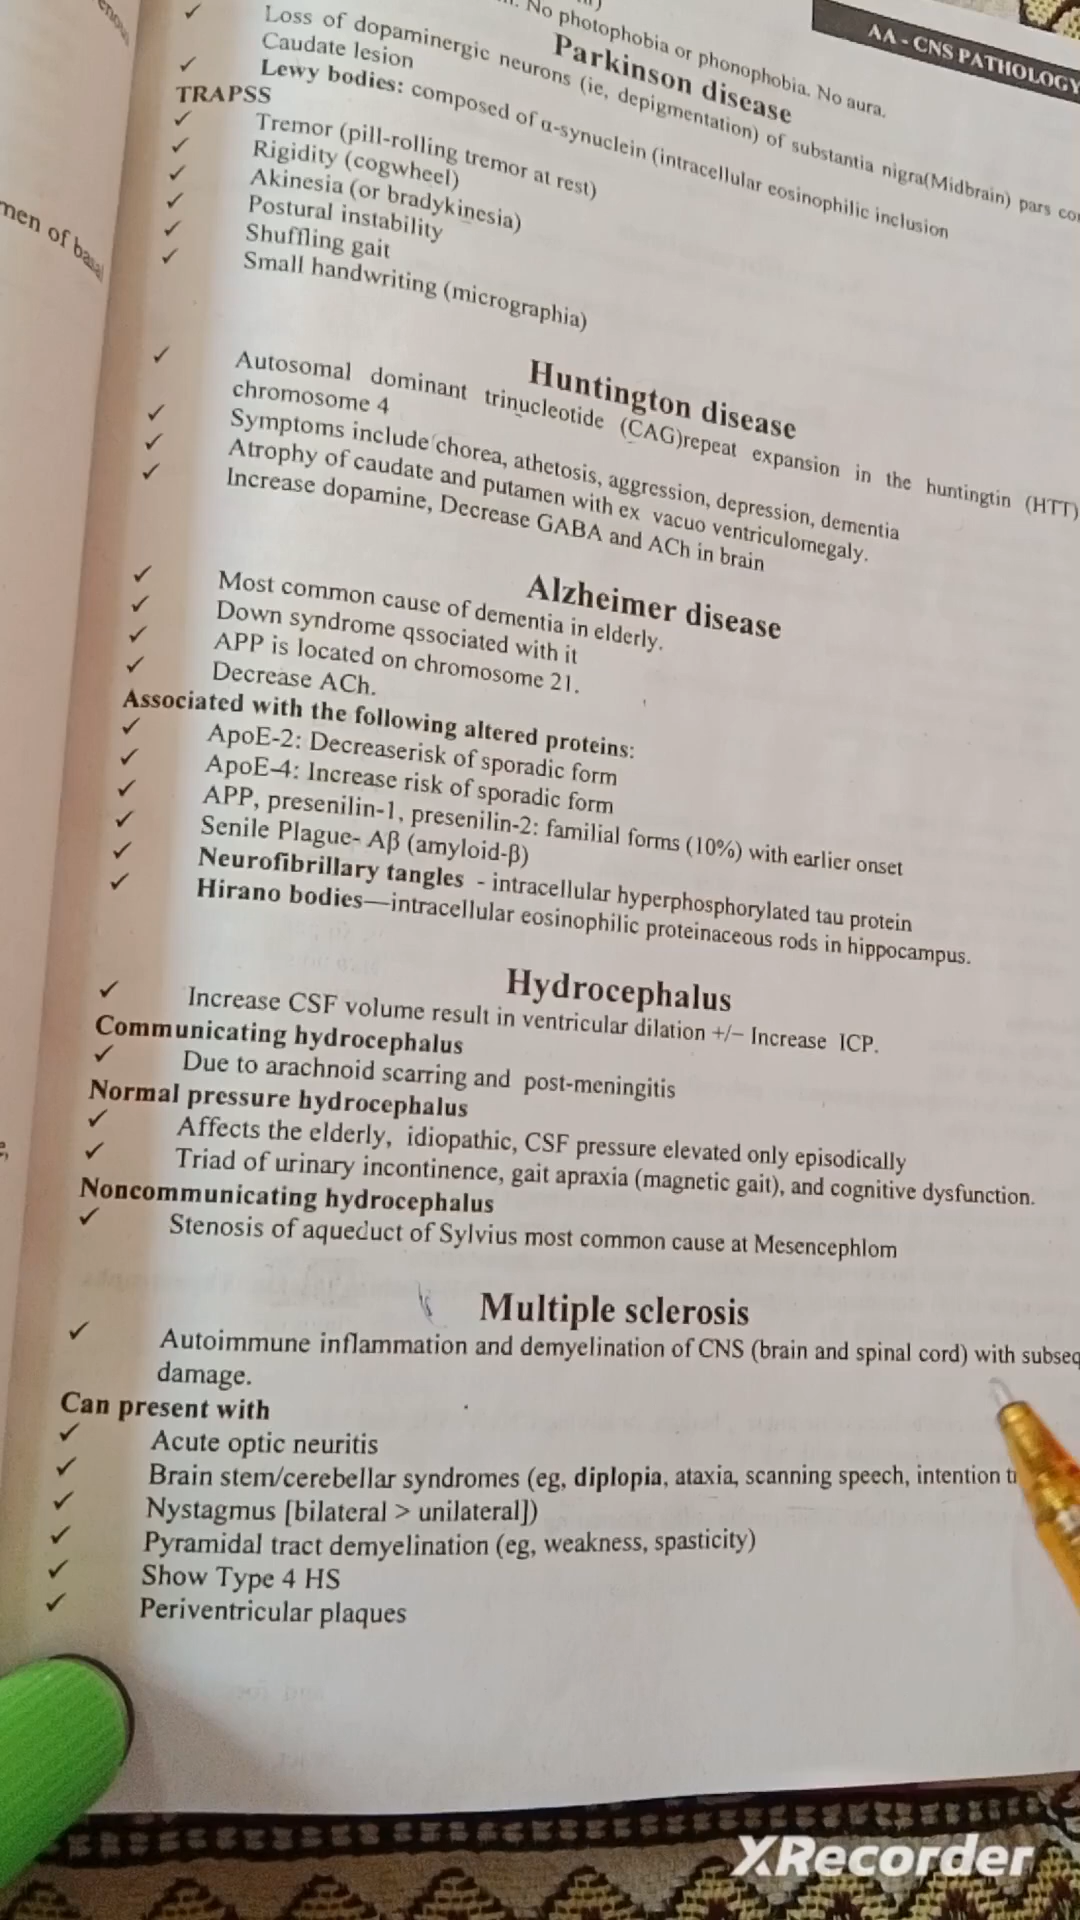 No photophobia or phonophobia. No aura.
AA - CNS PATHOLOGY
Parkinson disease
✓ Loss of dopaminergic neurons (ie, depigmentation) of substantia nigra(Midbrain) pars
Caudate lesion
✓ Lewy bodies: composed of α-synuclein (intracellular eosinophilic inclusion
TRAPSS
✓ Tremor (pill-rolling tremor at rest)
✓ Rigidity (cogwheel)
✓ Akinesia (or bradykinesia)
✓ Postural instability
✓ Shuffling gait
✓ Small handwriting (micrographia)
men of basal
Huntington disease
✓ Autosomal dominant trinucleotide (CAG)repeat expansion in the huntingtin (HTT)
chromosome 4
✓ Symptoms include chorea, athetosis, aggression, depression, dementia
✓ Atrophy of caudate and putamen with ex vacuo ventriculomegaly.
✓ Increase dopamine, Decrease GABA and ACh in brain
Alzheimer disease
✓ Most common cause of dementia in elderly.
✓ Down syndrome qssociated with it
✓ APP is located on chromosome 21.
✓ Decrease ACh.
Associated with the following altered proteins:
✓ ApoE-2: Decreaserisk of sporadic form
✓ ApoE-4: Increase risk of sporadic form
✓ APP, presenilin-1, presenilin-2: familial forms (10%) with earlier onset
✓ Senile Plague- Aβ (amyloid-β)
✓ Neurofibrillary tangles - intracellular hyperphosphorylated tau protein
✓ Hirano bodies—intracellular eosinophilic proteinaceous rods in hippocampus.
Hydrocephalus
✓ Increase CSF volume result in ventricular dilation +/− Increase ICP.
Communicating hydrocephalus
✓ Due to arachnoid scarring and post-meningitis
Normal pressure hydrocephalus
✓ Affects the elderly, idiopathic, CSF pressure elevated only episodically
✓ Triad of urinary incontinence, gait apraxia (magnetic gait), and cognitive dysfunction.
Noncommunicating hydrocephalus
✓ Stenosis of aqueduct of Sylvius most common cause at Mesencephlom
Multiple sclerosis
✓ Autoimmune inflammation and demyelination of CNS (brain and spinal cord) with subseq
damage.
Can present with
✓ Acute optic neuritis
✓ Brain stem/cerebellar syndromes (eg, diplopia, ataxia, scanning speech, intention
✓ Nystagmus [bilateral > unilateral])
✓ Pyramidal tract demyelination (eg, weakness, spasticity)
✓ Show Type 4 HS
✓ Periventricular plaques
XRecorder